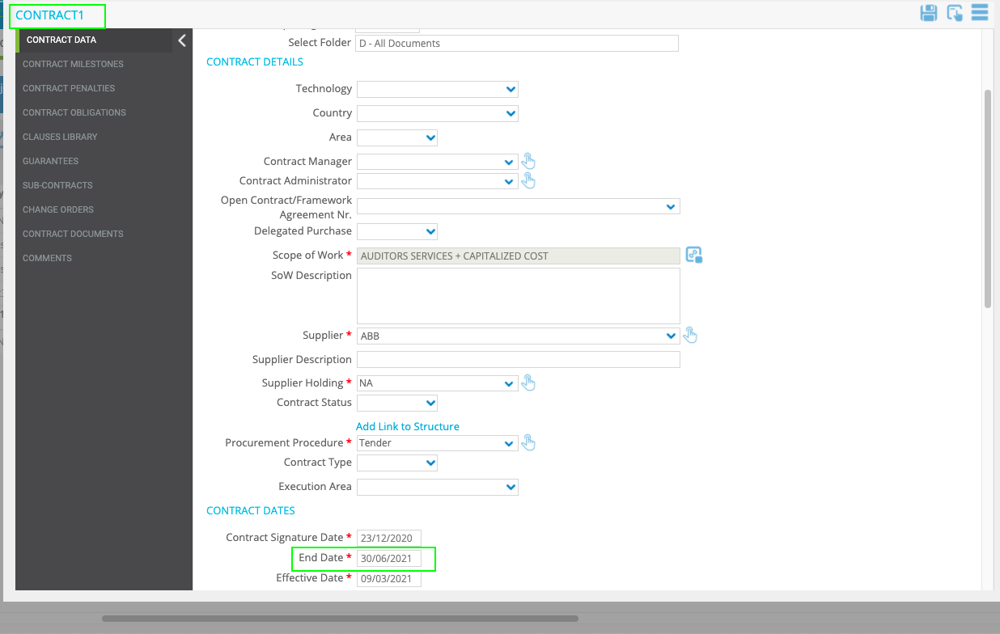 CONTRACT1
CONTRACT DATA
CONTRACT MILESTONES
CONTRACT PENALTIES
CONTRACT OBLIGATIONS
CLAUSES LIBRARY
GUARANTEES
SUB-CONTRACTS
CHANGE ORDERS
CONTRACT DOCUMENTS
COMMENTS
Select Folder D - All Documents
CONTRACT DETAILS
Technology
Country
Area
Contract Manager
Contract Administrator
Open Contract/Framework
Agreement Nr.
Delegated Purchase
Scope of Work * AUDITORS SERVICES + CAPITALIZED COST
SoW Description
Supplier * ABB
Supplier Description
Supplier Holding * NA
Contract Status
Add Link to Structure
Procurement Procedure * Tender
Contract Type
Execution Area
CONTRACT DATES
Contract Signature Date * 23/12/2020
End Date * 30/06/2021
Effective Date * 09/03/2021